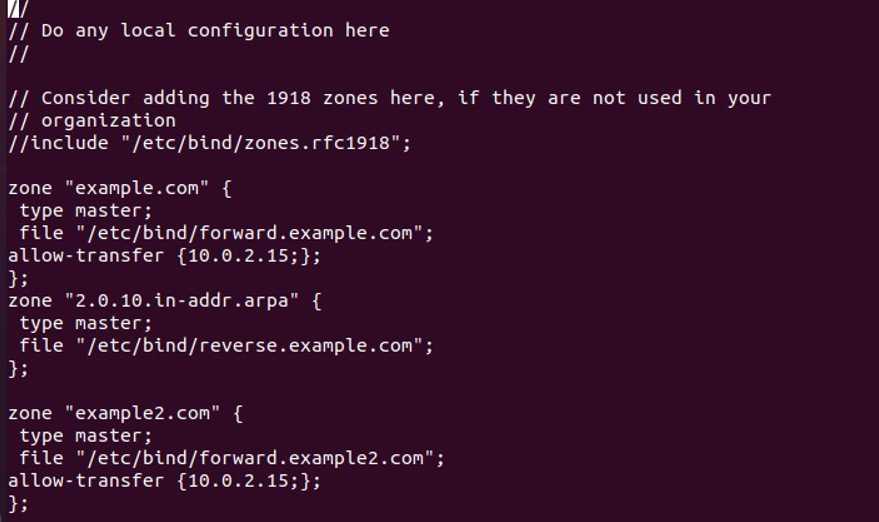 //
// Do any local configuration here
//
// Consider adding the 1918 zones here, if they are not used in your
// organization
//include "/etc/bind/zones.rfc1918";
zone "example.com" {
 type master;
 file "/etc/bind/forward.example.com";
allow-transfer {10.0.2.15;};
};
zone "2.0.10.in-addr.arpa" {
 type master;
 file "/etc/bind/reverse.example.com";
};
zone "example2.com" {
 type master;
 file "/etc/bind/forward.example2.com";
allow-transfer {10.0.2.15;};
};